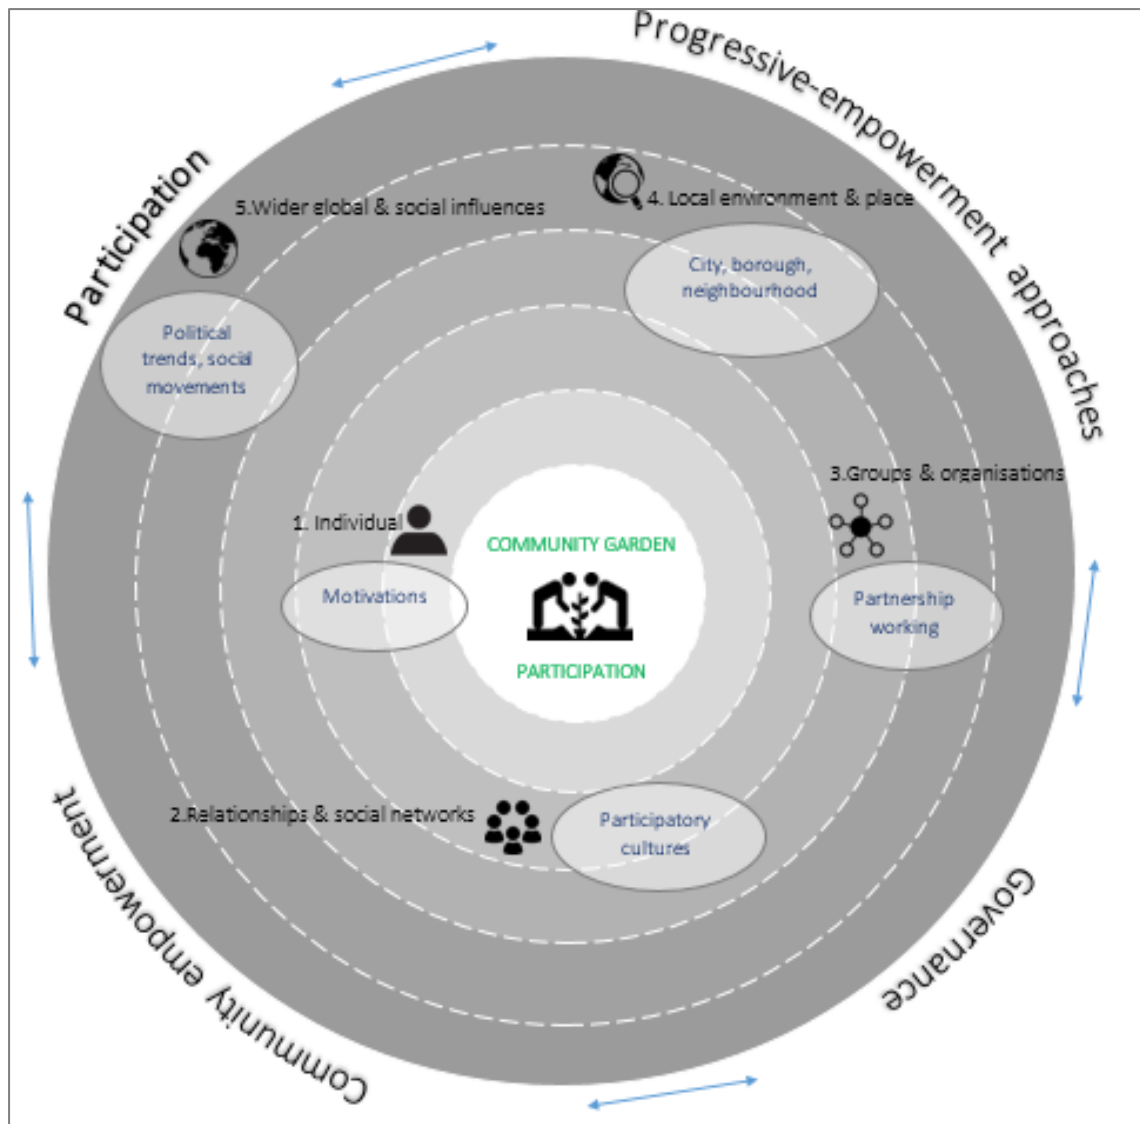 Progressive-empowerment approaches
Participation
5.Wider global & social influences
4. Local environment & place
City, borough,
neighbourhood
Political
trends, social
movements
3.Groups & organisations
1. Individual
COMMUNITY GARDEN
Motivations
Partnership
working
PARTICIPATION
2.Relationships & social networks
Participatory
cultures
Community empowerment
Governance